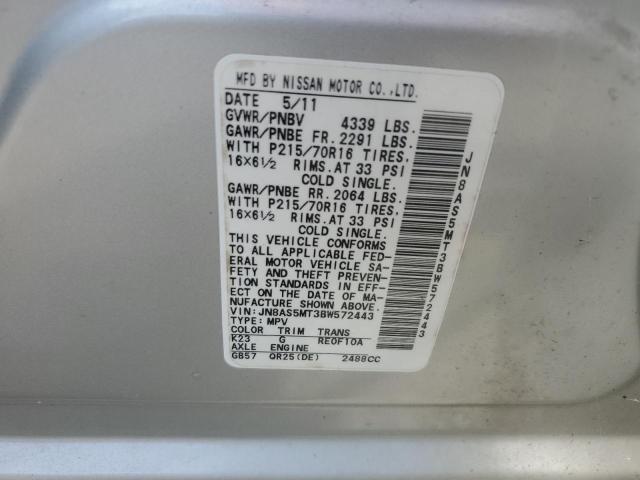 MFD BY NISSAN MOTOR CO.,LTD.
DATE 5/11
GVWR/PNBV 4339 LBS.
GAWR/PNBE FR. 2291 LBS.
WITH P215/70R16 TIRES.
16×6½ RIMS. AT 33 PSI
COLD SINGLE.
GAWR/PNBE RR. 2064 LBS.
WITH P215/70R16 TIRES.
16×6½ RIMS. AT 33 PSI
COLD SINGLE.
THIS VEHICLE CONFORMS
TO ALL APPLICABLE FED-
ERAL MOTOR VEHICLE SA-
FETY AND THEFT PREVEN-
TION STANDARDS IN EFF-
ECT ON THE DATE OF MA-
NUFACTURE SHOWN ABOVE.
VIN: JN8AS5MT3BW572443
TYPE: MPV
COLOR TRIM TRANS
K23 G RE0F10A
AXLE ENGINE
GB57 QR25(DE) 2488CC
JN8AS5MT3BW572443